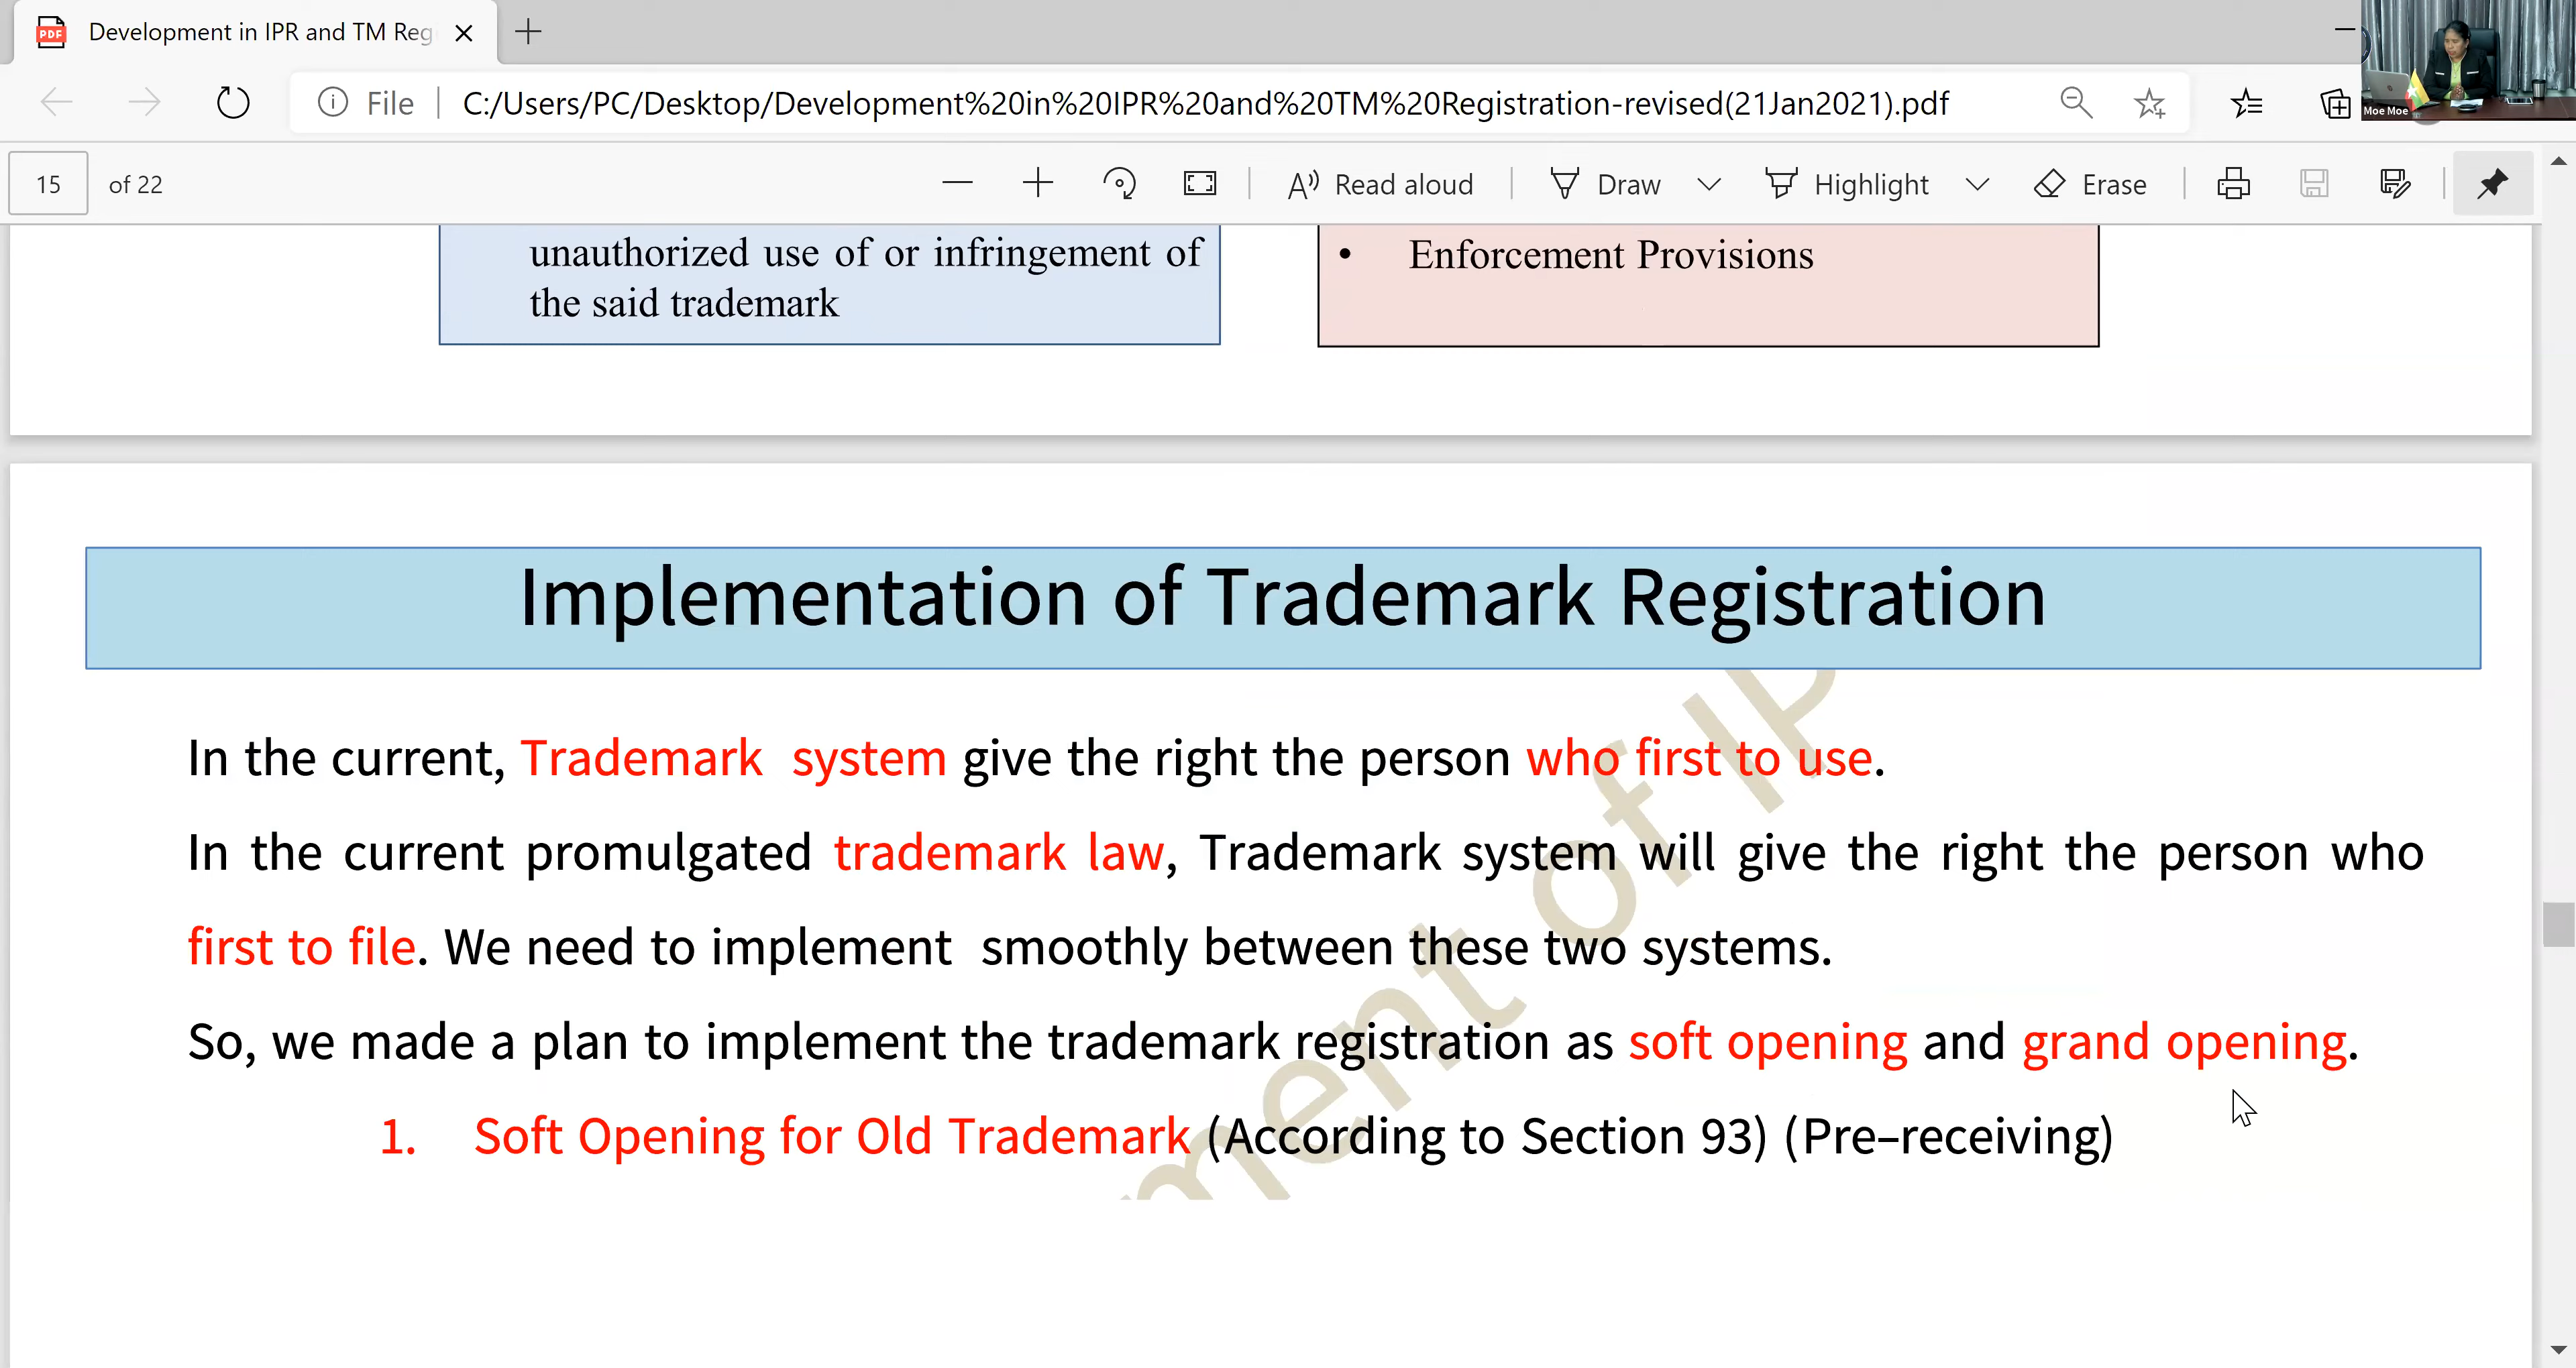 Development in IPR and TM Reg
File
C:/Users/PC/Desktop/Development%20in%20IPR%20and%20TM%20Registration-revised(21Jan2021).pdf
Moe Moe
15 of 22
Read aloud
Draw
Highlight
Erase
unauthorized use of or infringement of
the said trademark
• Enforcement Provisions
Implementation of Trademark Registration
In the current, Trademark system give the right the person who first to use.
In the current promulgated trademark law, Trademark system will give the right the person who
first to file. We need to implement smoothly between these two systems.
So, we made a plan to implement the trademark registration as soft opening and grand opening.
1. Soft Opening for Old Trademark (According to Section 93) (Pre–receiving)
ment of IP